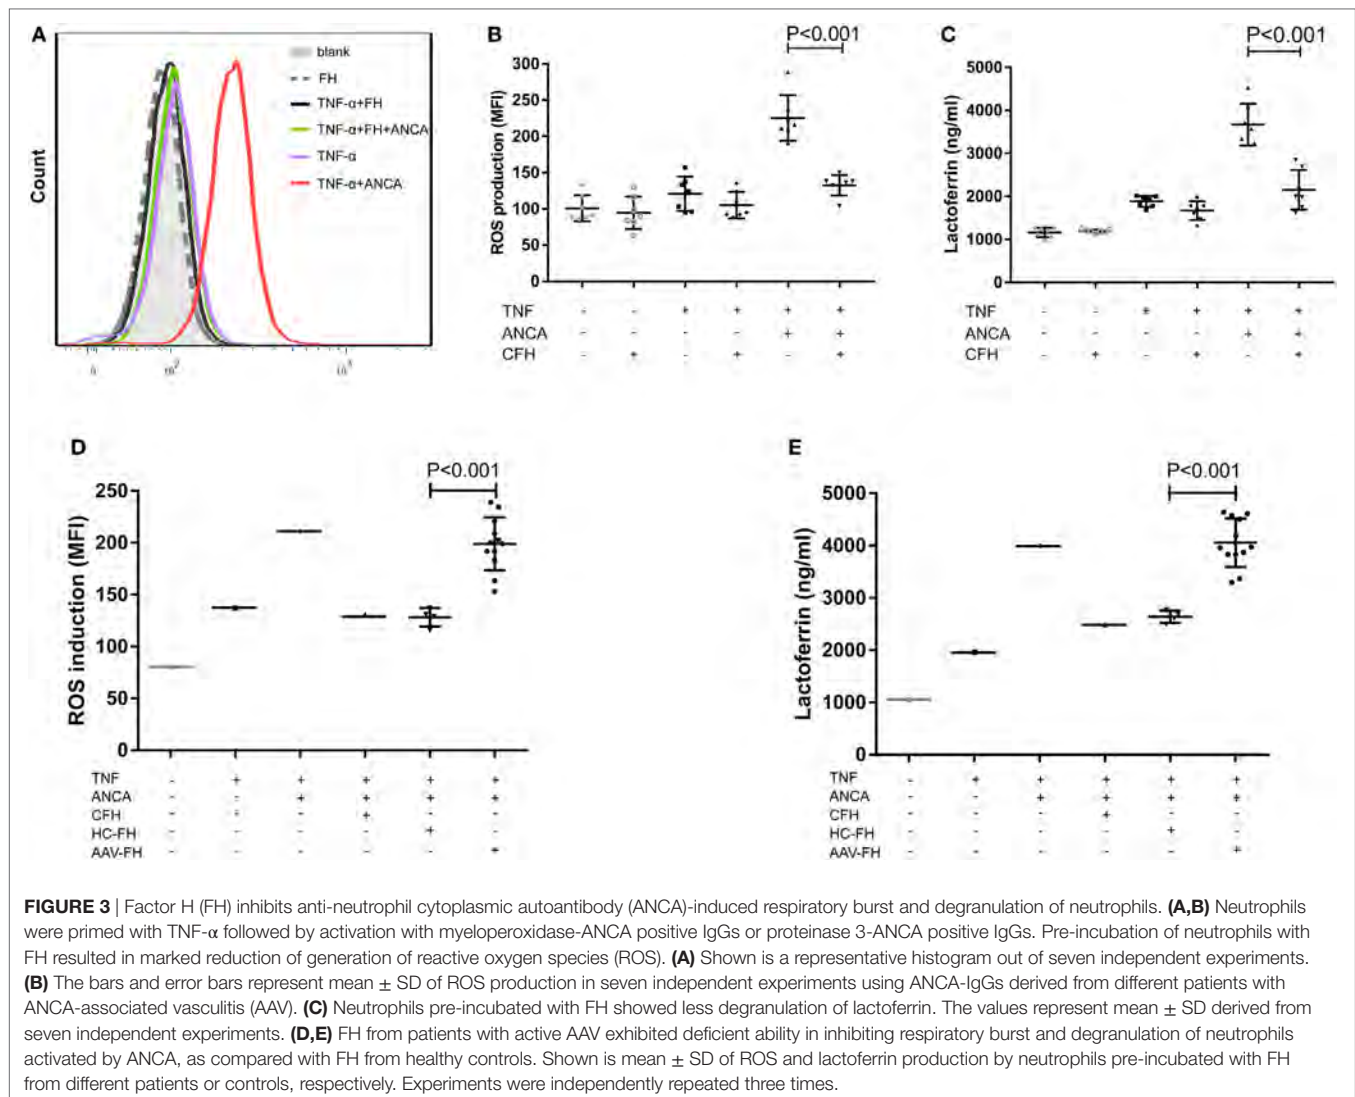 A
blank
FH
TNF-α+FH
TNF-α+FH+ANCA
TNF-α
TNF-α+ANCA
Count
0
10²
10³
B
P<0.001
ROS production (MFI)
300
250
200
150
100
50
0
TNF - - + + + +
ANCA - - - - + +
CFH - + - + - +
C
P<0.001
Lactoferrin (ng/ml)
5000
4000
3000
2000
1000
0
TNF - - + + + +
ANCA - - - - + +
CFH - + - + - +
D
P<0.001
ROS induction (MFI)
250
200
150
100
50
0
TNF - + + + + +
ANCA - - + + + +
CFH - - - + - -
HC-FH - - - - + -
AAV-FH - - - - - +
E
P<0.001
Lactoferrin (ng/ml)
5000
4000
3000
2000
1000
0
TNF - + + + + +
ANCA - - + + + +
CFH - - - + - -
HC-FH - - - - + -
AAV-FH - - - - - +
FIGURE 3 | Factor H (FH) inhibits anti-neutrophil cytoplasmic autoantibody (ANCA)-induced respiratory burst and degranulation of neutrophils. (A,B) Neutrophils
were primed with TNF-α followed by activation with myeloperoxidase-ANCA positive IgGs or proteinase 3-ANCA positive IgGs. Pre-incubation of neutrophils with
FH resulted in marked reduction of generation of reactive oxygen species (ROS). (A) Shown is a representative histogram out of seven independent experiments.
(B) The bars and error bars represent mean ± SD of ROS production in seven independent experiments using ANCA-IgGs derived from different patients with
ANCA-associated vasculitis (AAV). (C) Neutrophils pre-incubated with FH showed less degranulation of lactoferrin. The values represent mean ± SD derived from
seven independent experiments. (D,E) FH from patients with active AAV exhibited deficient ability in inhibiting respiratory burst and degranulation of neutrophils
activated by ANCA, as compared with FH from healthy controls. Shown is mean ± SD of ROS and lactoferrin production by neutrophils pre-incubated with FH
from different patients or controls, respectively. Experiments were independently repeated three times.